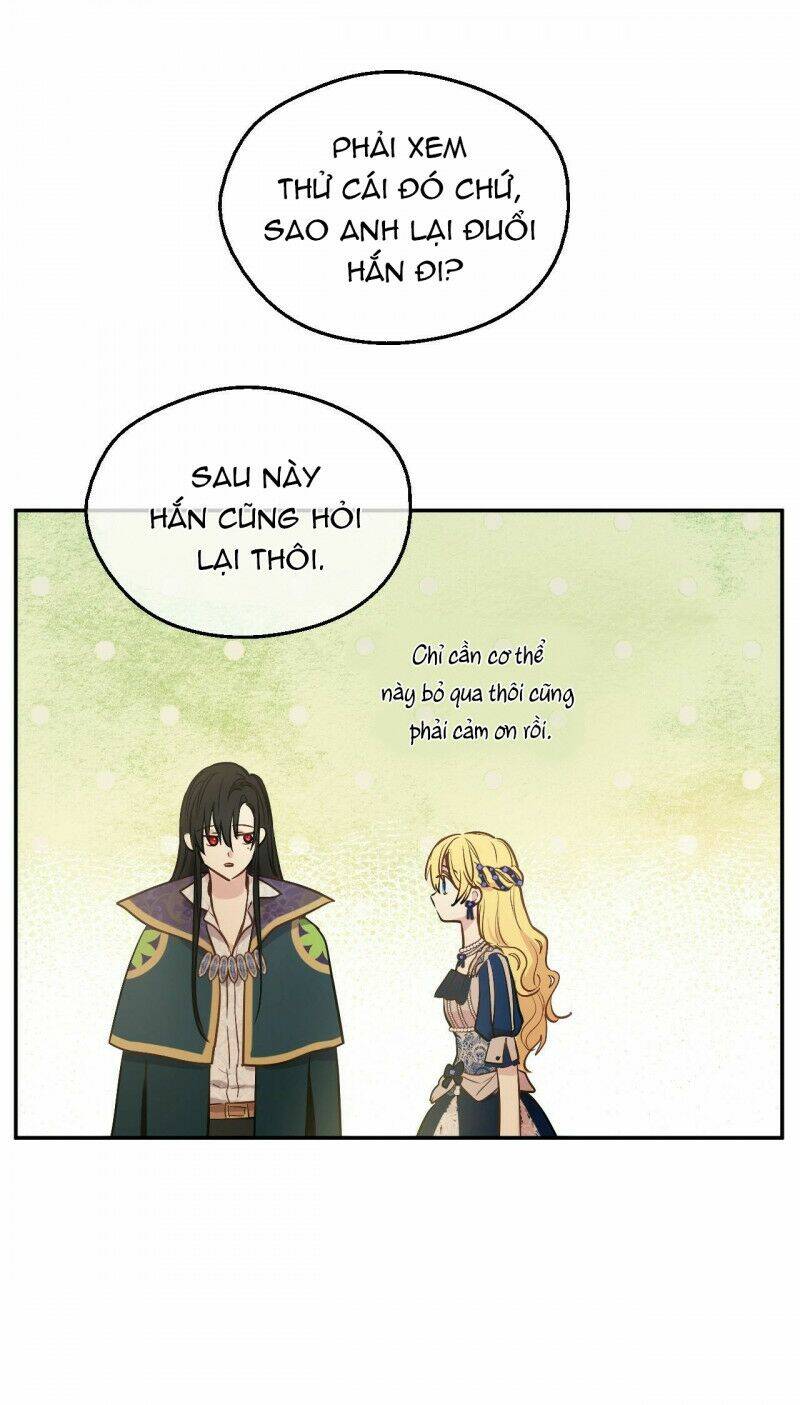 PHẢI XEM
THỬ CÁI ĐÓ CHỨ,
SAO ANH LẠI ĐUỔI
HẮN ĐI?
SAU NÀY
HẮN CŨNG HỎI
LẠI THÔI.
Chỉ cần cơ thể
này bỏ qua thôi cũng
phải cảm ơn rồi.